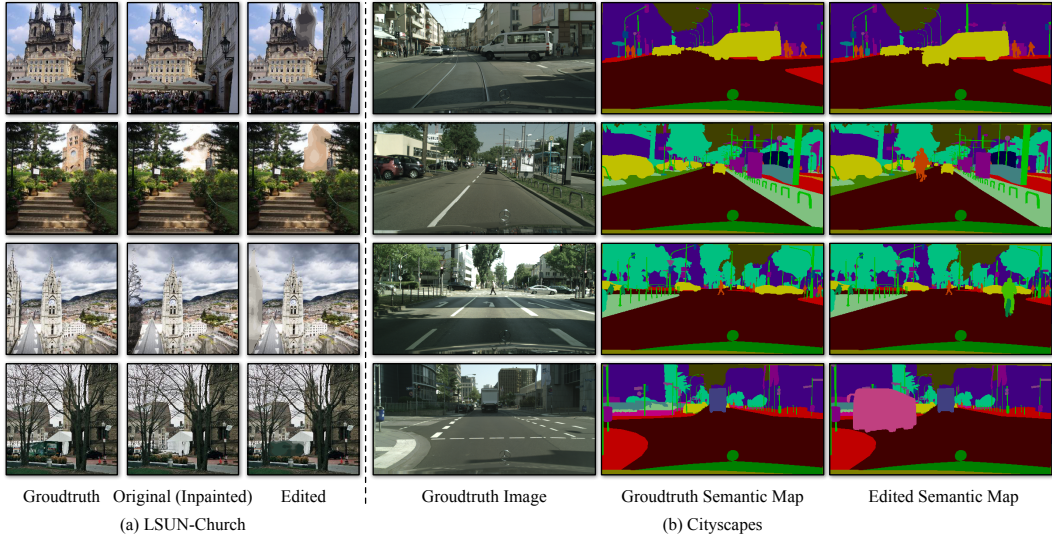 Groudtruth Original (Inpainted) Edited Groudtruth Image Groudtruth Semantic Map Edited Semantic Map
(a) LSUN-Church (b) Cityscapes